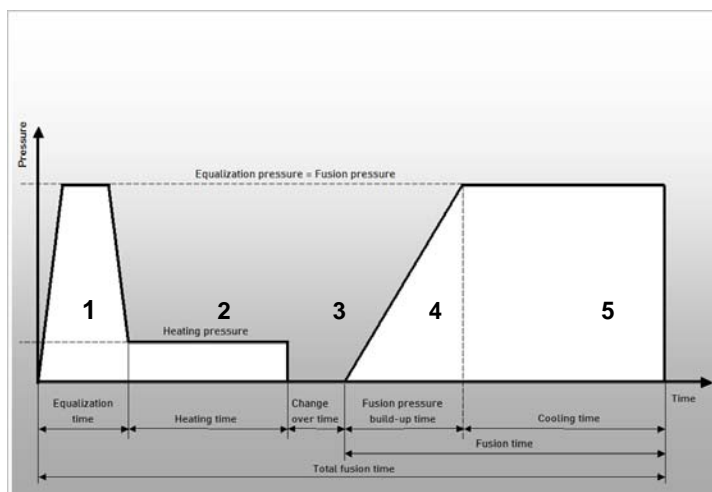 Pressure
Equalization pressure = Fusion pressure
1 2 3 4 5
Heating pressure
Time
Equalization
time
Heating time
Change
over time
Fusion pressure
build-up time
Cooling time
Fusion time
Total fusion time